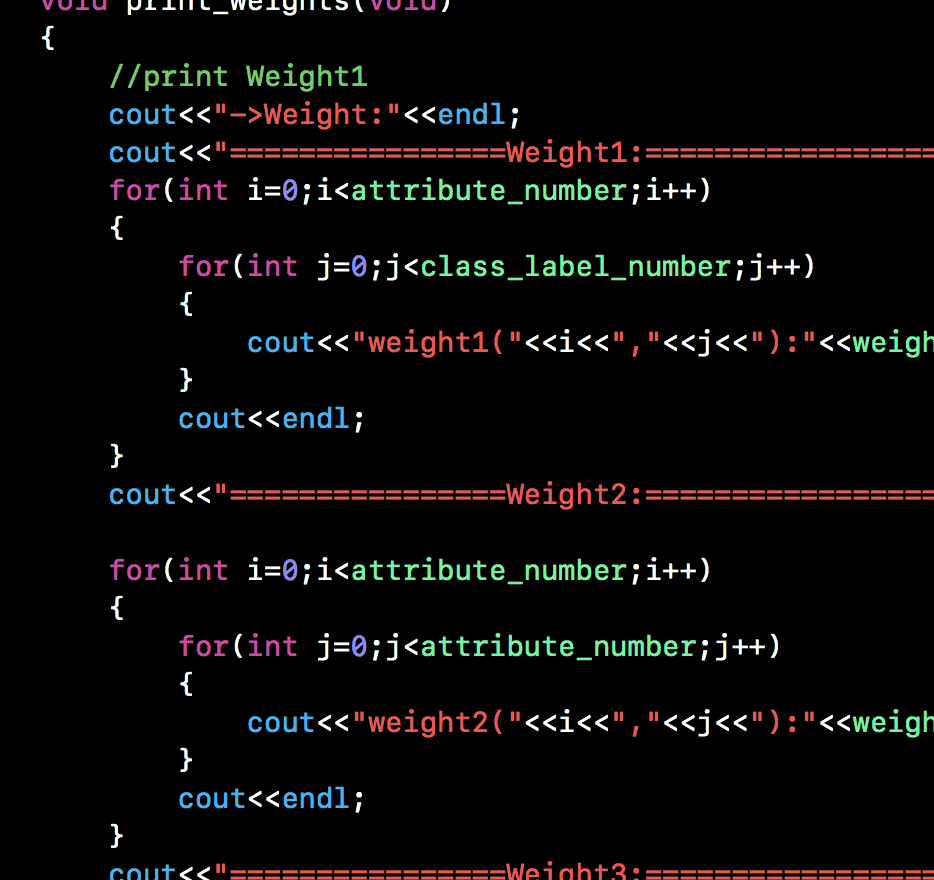 void print_weights(void)
{
//print Weight1
cout<<"->Weight:"<<endl;
cout<<"================Weight1:=================
for(int i=0;i<attribute_number;i++)
{
for(int j=0;j<class_label_number;j++)
{
cout<<"weight1("<<i<<","<<j<<"):"<<weigh
}
cout<<endl;
}
cout<<"================Weight2:=================
for(int i=0;i<attribute_number;i++)
{
for(int j=0;j<attribute_number;j++)
{
cout<<"weight2("<<i<<","<<j<<"):"<<weigh
}
cout<<endl;
}
cout<<"================Weight3:=================